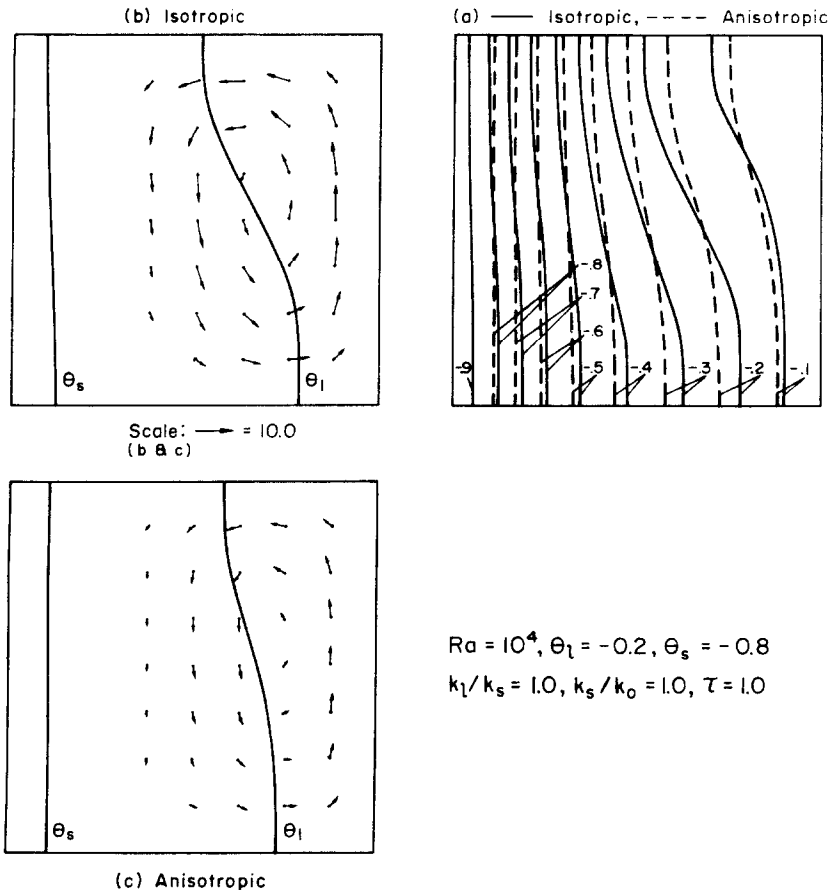 (b) Isotropic
(a) —— Isotropic, ---- Anisotropic
θs
θl
Scale: → = 10.0
(b & c)
-.8
-.7
-.6
-.9
-.5
-.4
-.3
-.2
-.1
Ra = 10⁴, θl = -0.2, θs = -0.8
kl/ks = 1.0, ks/ko = 1.0, τ = 1.0
θs
θl
(c) Anisotropic